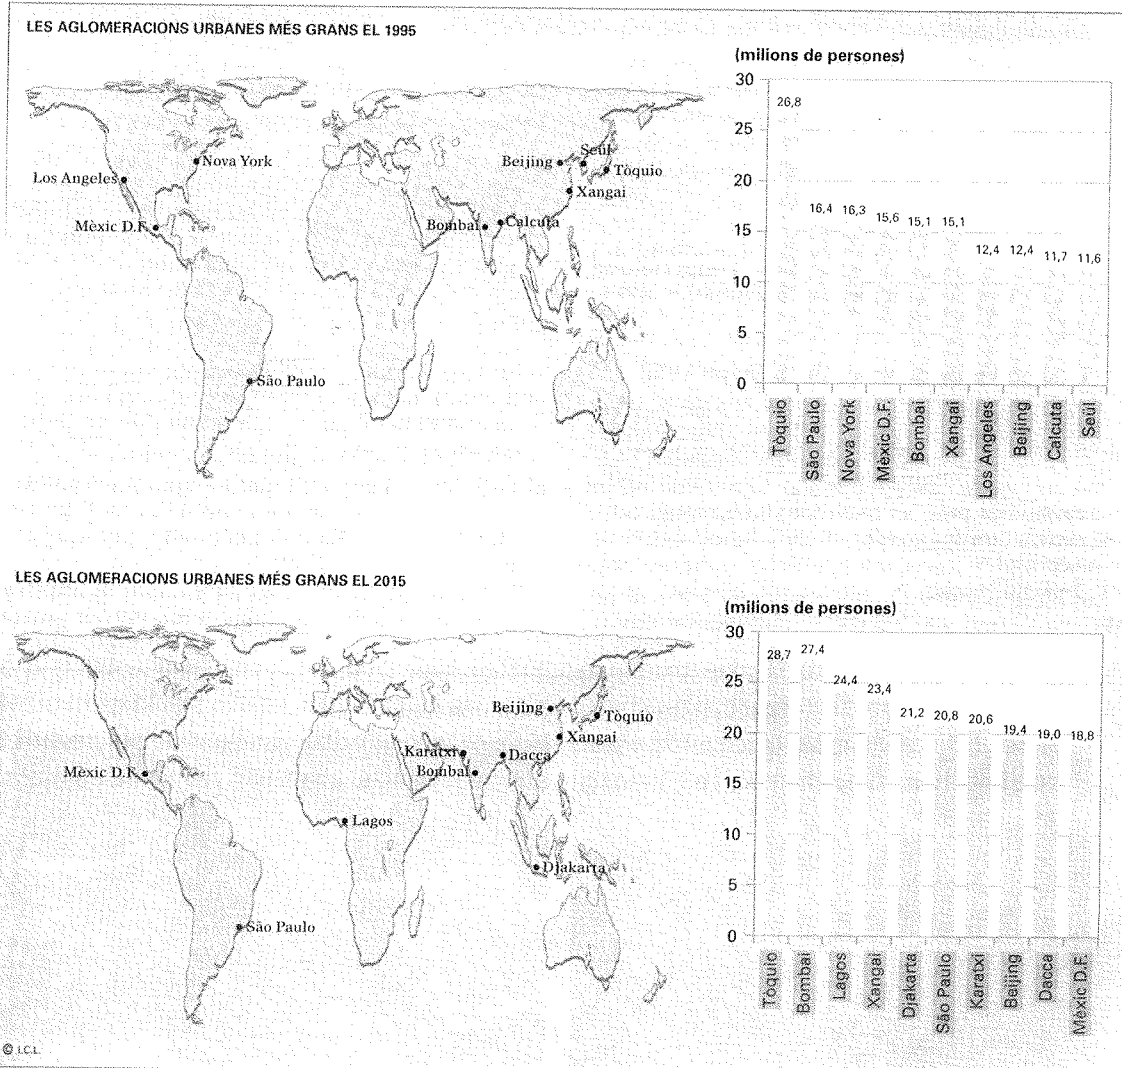 LES AGLOMERACIONS URBANES MÉS GRANS EL 1995
(milions de persones)
Nova York
Los Angeles
Mèxic D.F.
São Paulo
Beijing
Seül
Tòquio
Xangai
Bombai
Calcuta
30
25
20
15
10
5
0
26,8
16,4
16,3
15,6
15,1
15,1
12,4
12,4
11,7
11,6
Tòquio
São Paulo
Nova York
Mèxic D.F.
Bombai
Xangai
Los Angeles
Beijing
Calcuta
Seül
LES AGLOMERACIONS URBANES MÉS GRANS EL 2015
(milions de persones)
Beijing
Tòquio
Xangai
Karatxi
Dacca
Bombai
Mèxic D.F.
Lagos
Djakarta
São Paulo
30
25
20
15
10
5
0
28,7
27,4
24,4
23,4
21,2
20,8
20,6
19,4
19,0
18,8
Tòquio
Bombai
Lagos
Xangai
Djakarta
São Paulo
Karatxi
Beijing
Dacca
Mèxic D.F.
© I.C.L.